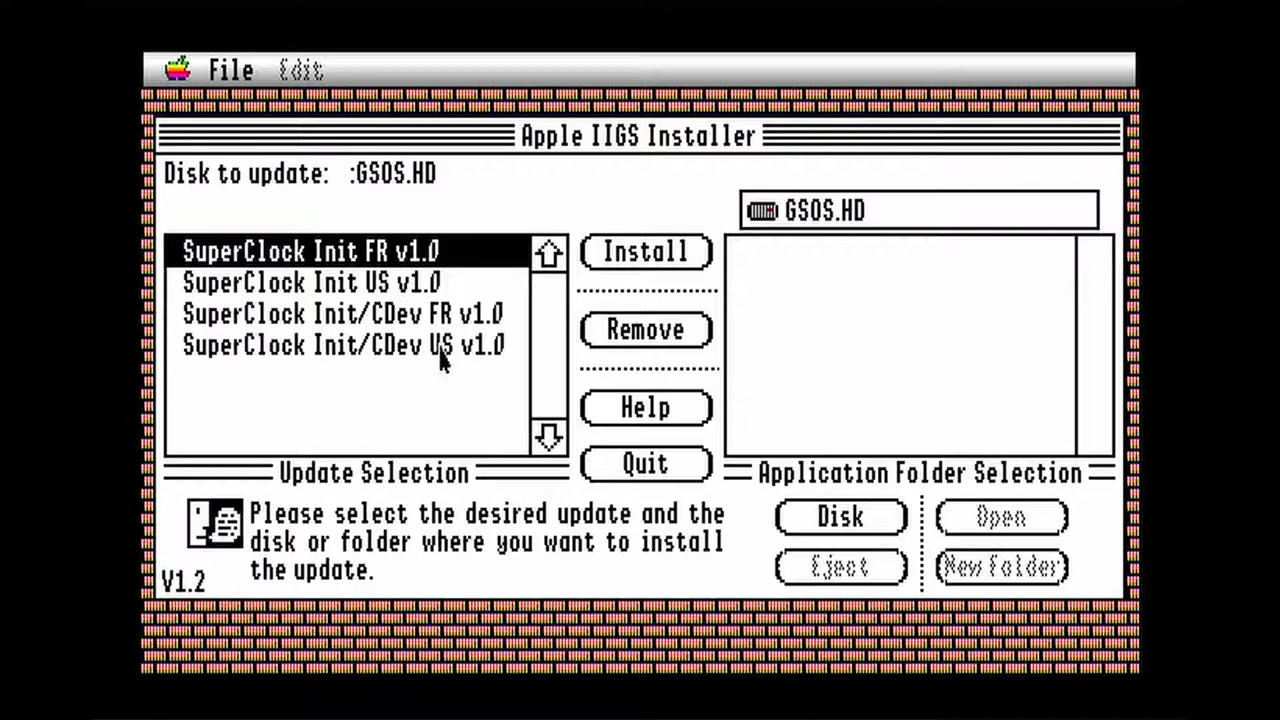 File Edit
Apple IIGS Installer
Disk to update: :GSOS.HD
GSOS.HD
SuperClock Init FR v1.0
SuperClock Init US v1.0
SuperClock Init/CDev FR v1.0
SuperClock Init/CDev US v1.0
Install
Remove
Help
Quit
Update Selection
Application Folder Selection
Please select the desired update and the
disk or folder where you want to install
the update.
V1.2
Disk
Open
Eject
New Folder